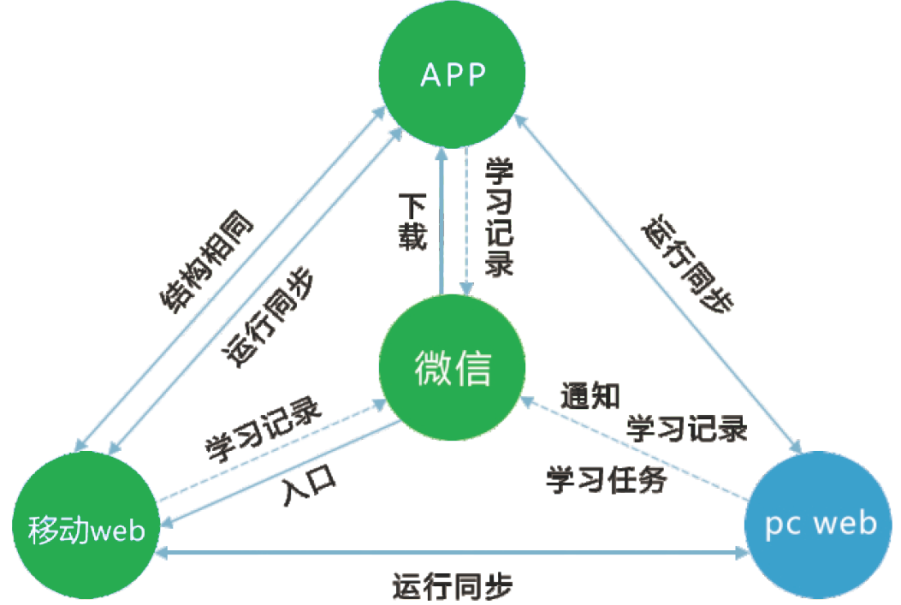 APP
学习记录
下载
结构相同
运行同步
运行同步
微信
通知
学习记录
学习任务
学习记录
入口
移动web
pc web
运行同步